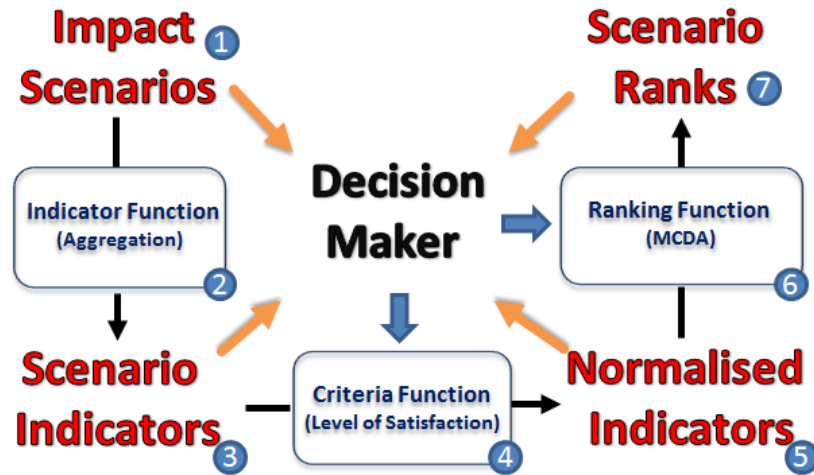 Impact
Scenarios
1
Indicator Function
(Aggregation)
2
Scenario
Indicators
3
Decision
Maker
Criteria Function
(Level of Satisfaction)
4
Normalised
Indicators
5
Ranking Function
(MCDA)
6
Scenario
Ranks
7